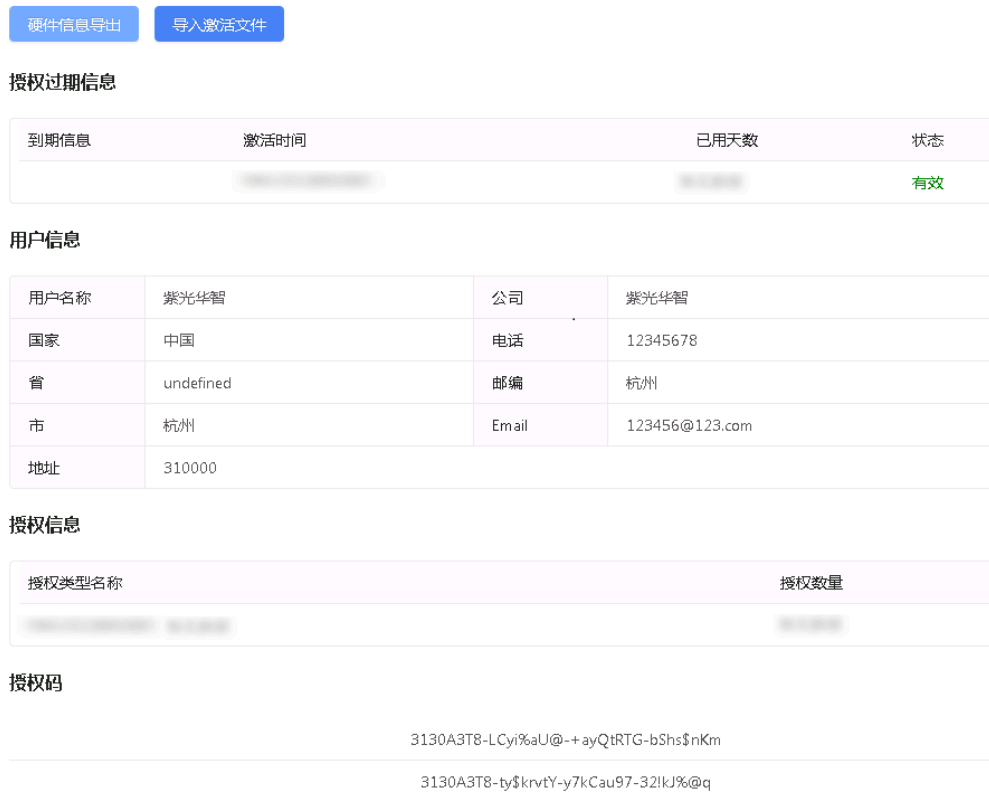 硬件信息导出 导入激活文件
授权过期信息
到期信息 激活时间 已用天数 状态
有效
用户信息
用户名称 紫光华智 公司 紫光华智
国家 中国 电话 12345678
省 undefined 邮编 杭州
市 杭州 Email 123456@123.com
地址 310000
授权信息
授权类型名称 授权数量
授权码
3130A3T8-LCyi%aU@-+ayQtRTG-bShs$nKm
3130A3T8-ty$krvtY-y7kCau97-32!kJ%@q